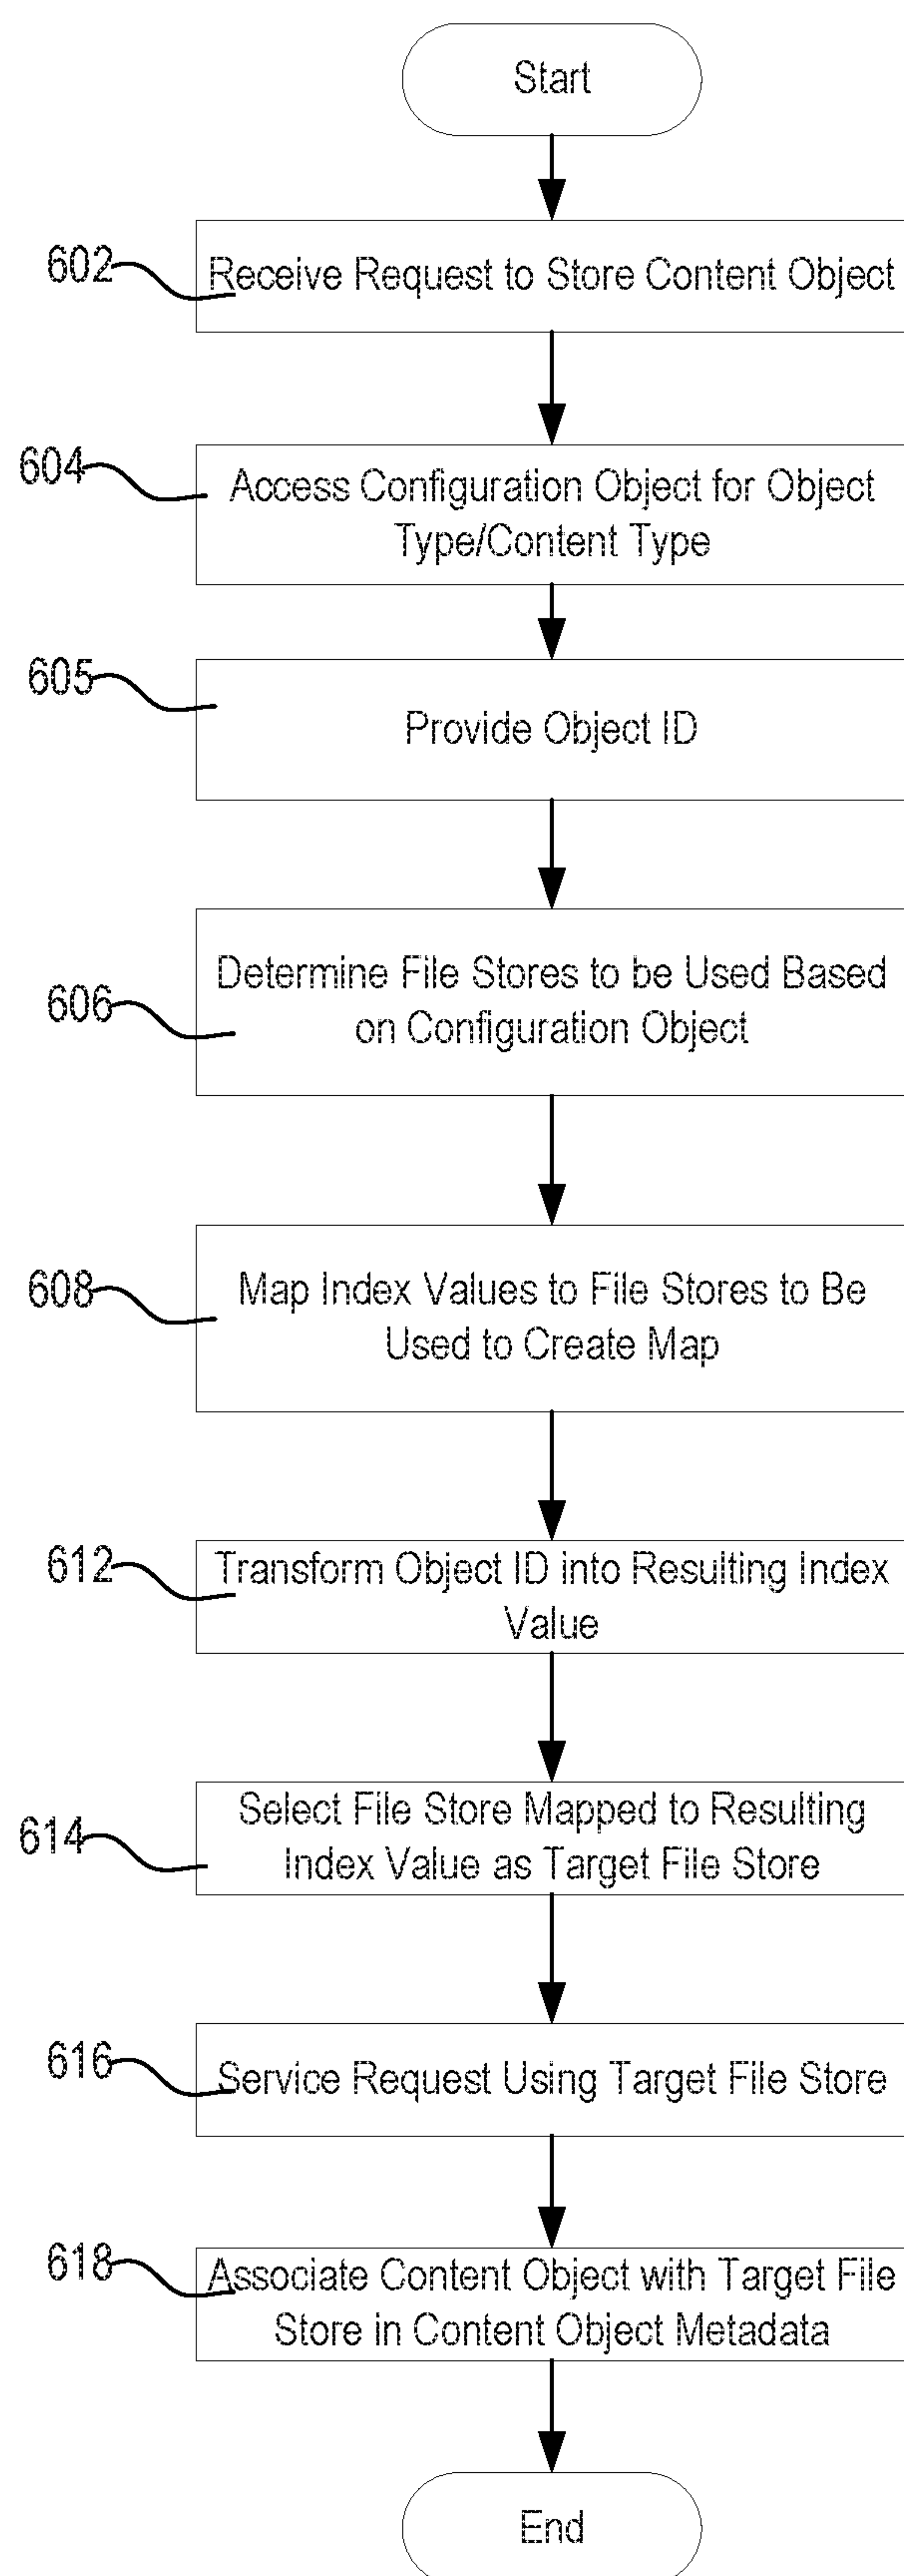 Start
602
Receive Request to Store Content Object
604
Access Configuration Object for Object
Type/Content Type
605
Provide Object ID
606
Determine File Stores to be Used Based
on Configuration Object
608
Map Index Values to File Stores to Be
Used to Create Map
612
Transform Object ID into Resulting Index
Value
614
Select File Store Mapped to Resulting
Index Value as Target File Store
616
Service Request Using Target File Store
618
Associate Content Object with Target File
Store in Content Object Metadata
End